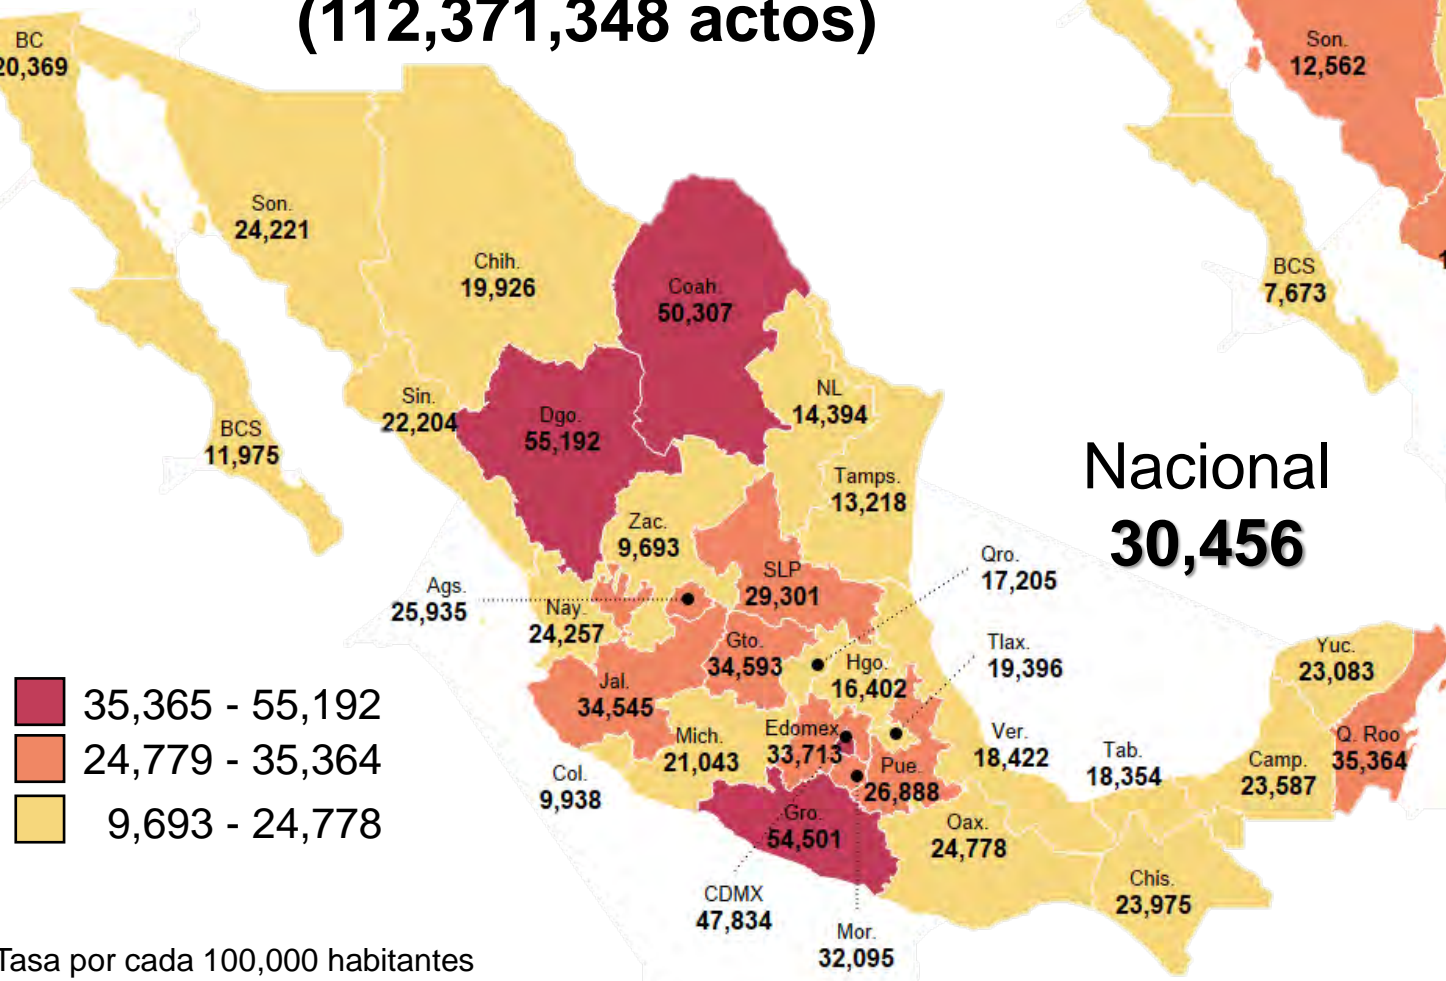 (112,371,348 actos)
BC
20,369
Son.
24,221
Chih.
19,926
Coah.
50,307
Sin.
22,204
BCS
11,975
Dgo.
55,192
NL
14,394
Tamps.
13,218
Zac.
9,693
SLP
29,301
Ags.
25,935
Nay.
24,257
Gto.
34,593
Qro.
17,205
Hgo.
16,402
Tlax.
19,396
Jal.
34,545
Mich.
21,043
Edomex.
33,713
Col.
9,938
Pue.
26,888
Ver.
18,422
Tab.
18,354
Yuc.
23,083
Q. Roo
35,364
Camp.
23,587
Gro.
54,501
Oax.
24,778
Chis.
23,975
CDMX
47,834
Mor.
32,095
Son.
12,562
BCS
7,673
Nacional
30,456
35,365 - 55,192
24,779 - 35,364
9,693 - 24,778
Tasa por cada 100,000 habitantes